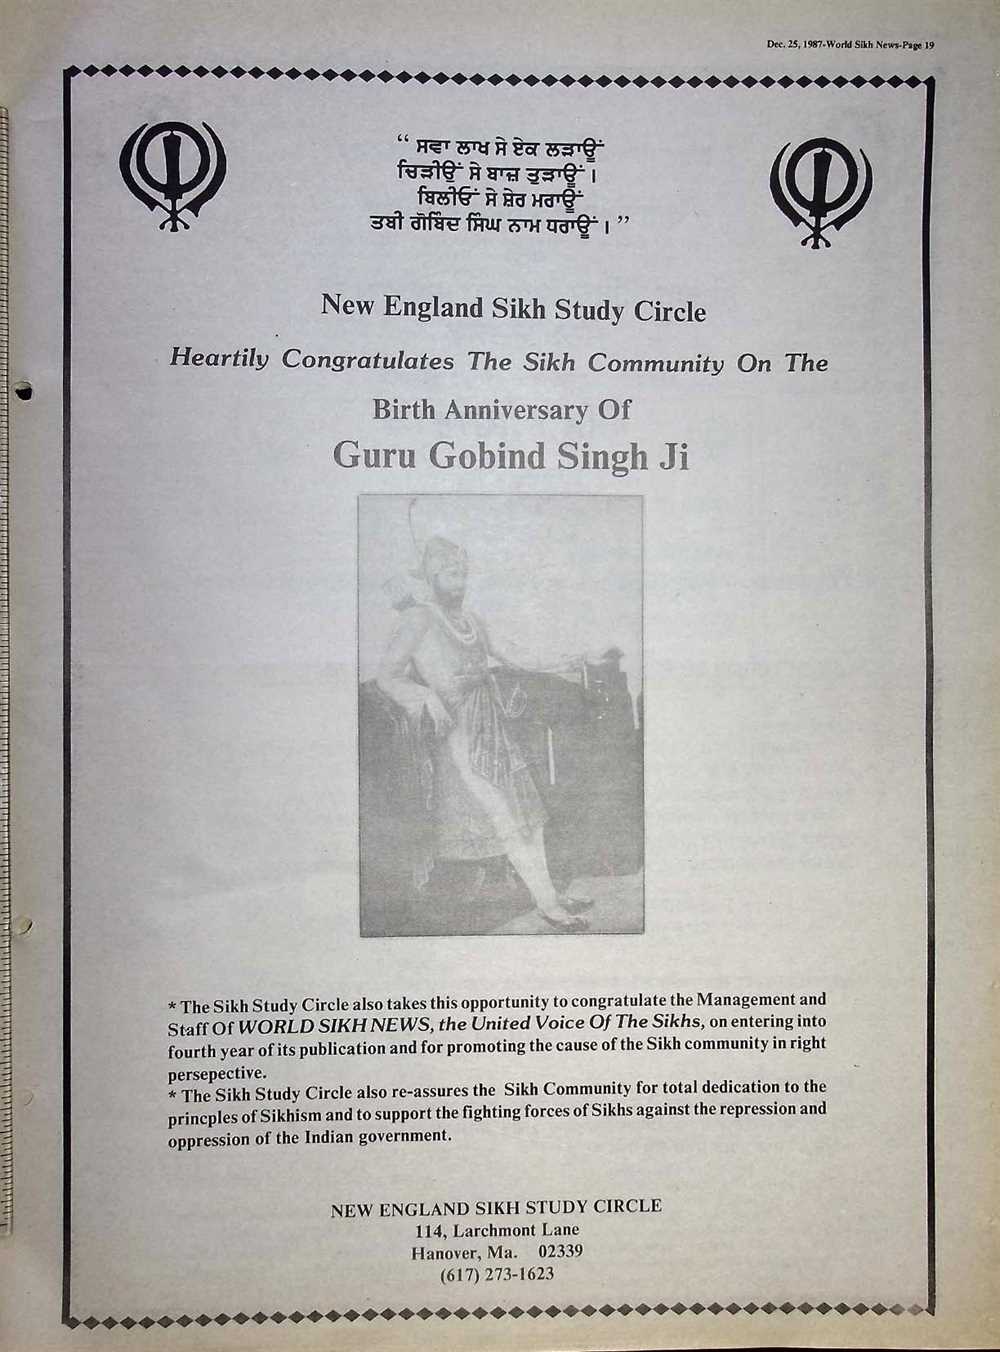 Dec. 25, 1987-World Sikh News-Page 19
“ ਸਵਾ ਲਾਖ ਸੇ ਏਕ ਲੜਾਊਂ
ਚਿੜੀਉਂ ਸੇ ਬਾਜ਼ ਤੁੜਾਊਂ ।
ਬਿਲੀਓਂ ਸੇ ਸ਼ੇਰ ਮਰਾਊਂ
ਤਬੀ ਗੋਬਿੰਦ ਸਿੰਘ ਨਾਮ ਧਰਾਊਂ । ”
New England Sikh Study Circle
Heartily Congratulates The Sikh Community On The
Birth Anniversary Of
Guru Gobind Singh Ji
* The Sikh Study Circle also takes this opportunity to congratulate the Management and
Staff Of WORLD SIKH NEWS, the United Voice Of The Sikhs, on entering into
fourth year of its publication and for promoting the cause of the Sikh community in right
persepective.
* The Sikh Study Circle also re-assures the Sikh Community for total dedication to the
princples of Sikhism and to support the fighting forces of Sikhs against the repression and
oppression of the Indian government.
NEW ENGLAND SIKH STUDY CIRCLE
114, Larchmont Lane
Hanover, Ma. 02339
(617) 273-1623